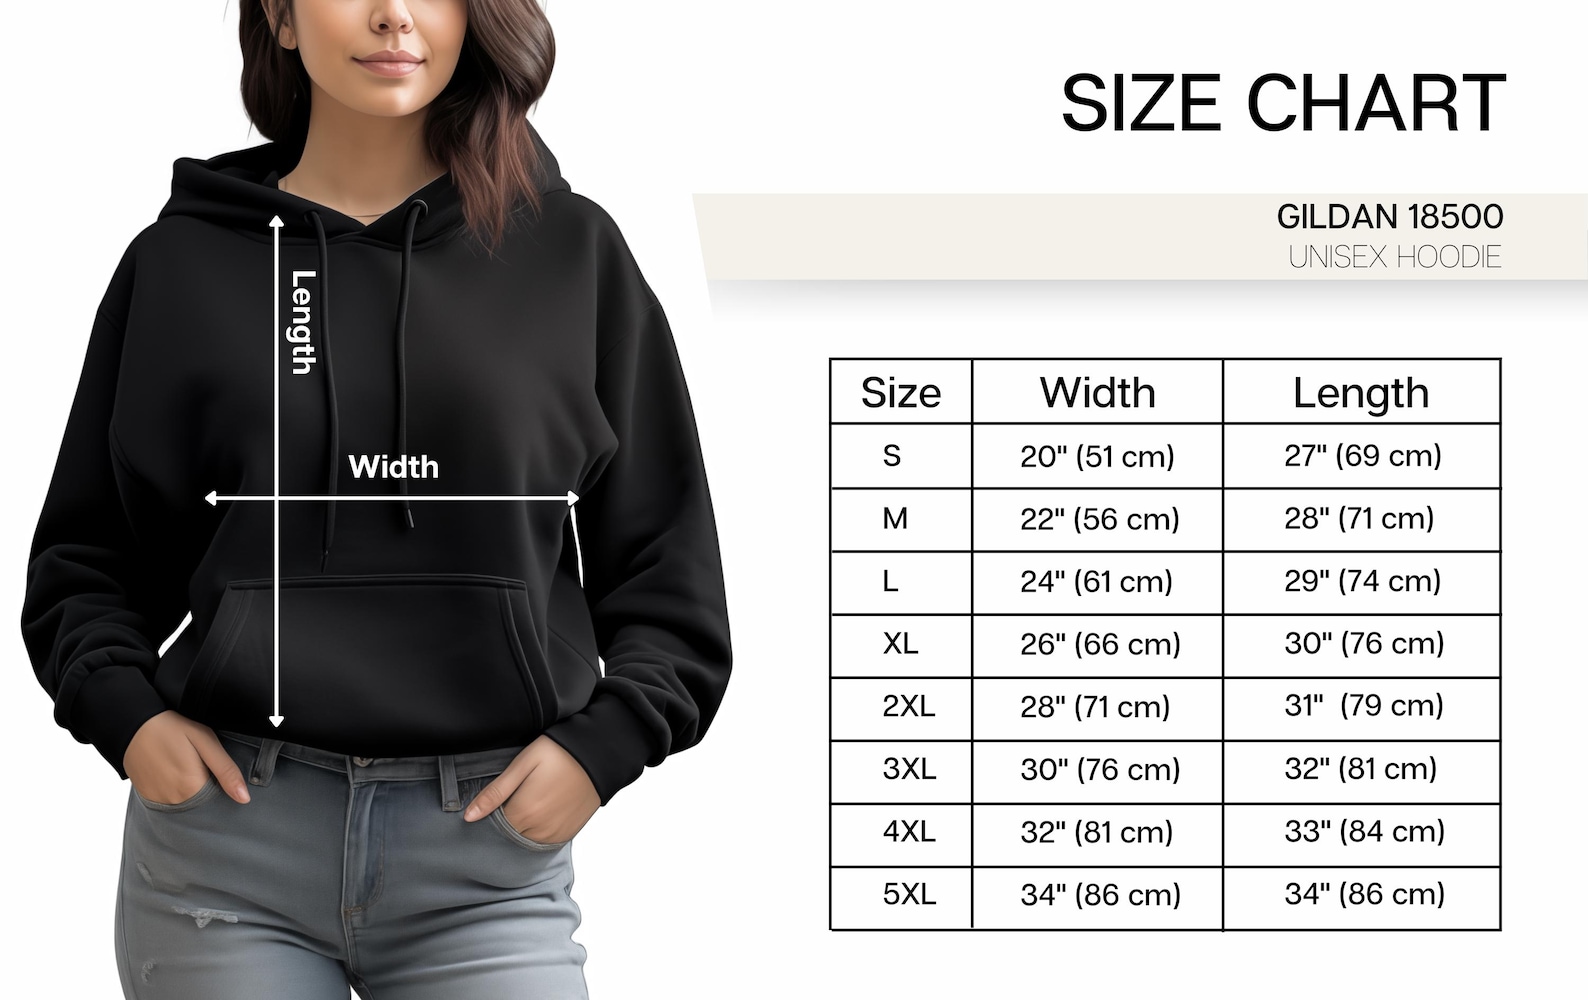 SIZE CHART
GILDAN 18500
UNISEX HOODIE
Length
Width
Size Width Length
S 20" (51 cm) 27" (69 cm)
M 22" (56 cm) 28" (71 cm)
L 24" (61 cm) 29" (74 cm)
XL 26" (66 cm) 30" (76 cm)
2XL 28" (71 cm) 31" (79 cm)
3XL 30" (76 cm) 32" (81 cm)
4XL 32" (81 cm) 33" (84 cm)
5XL 34" (86 cm) 34" (86 cm)